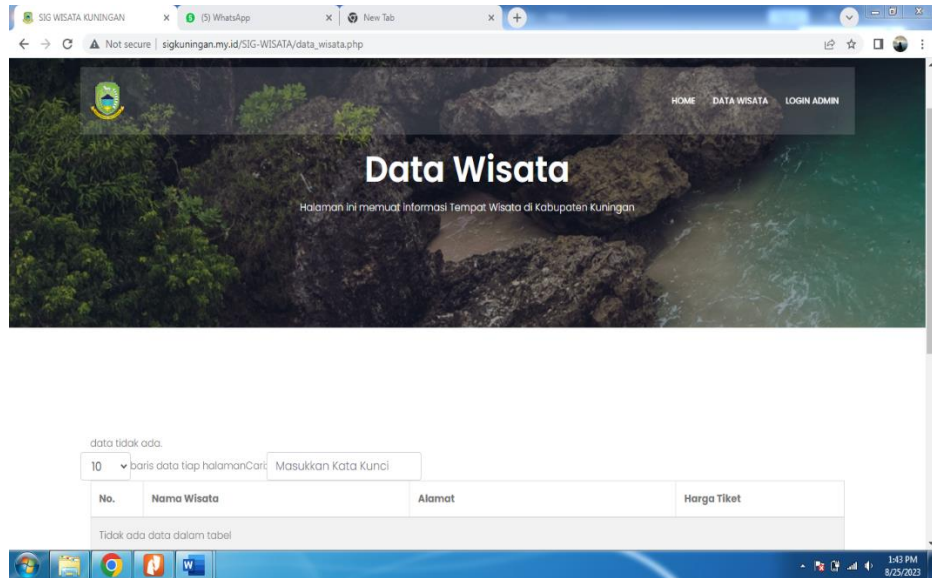 SIG WISATA KUNINGAN
(5) WhatsApp
New Tab
Not secure | sigkuningan.my.id/SIG-WISATA/data_wisata.php
HOME DATA WISATA LOGIN ADMIN
Data Wisata
Halaman ini memuat informasi Tempat Wisata di Kabupaten Kuningan
data tidak ada.
10 baris data tiap halamanCari: Masukkan Kata Kunci
No. Nama Wisata Alamat Harga Tiket
Tidak ada data dalam tabel
1:43 PM
8/25/2023